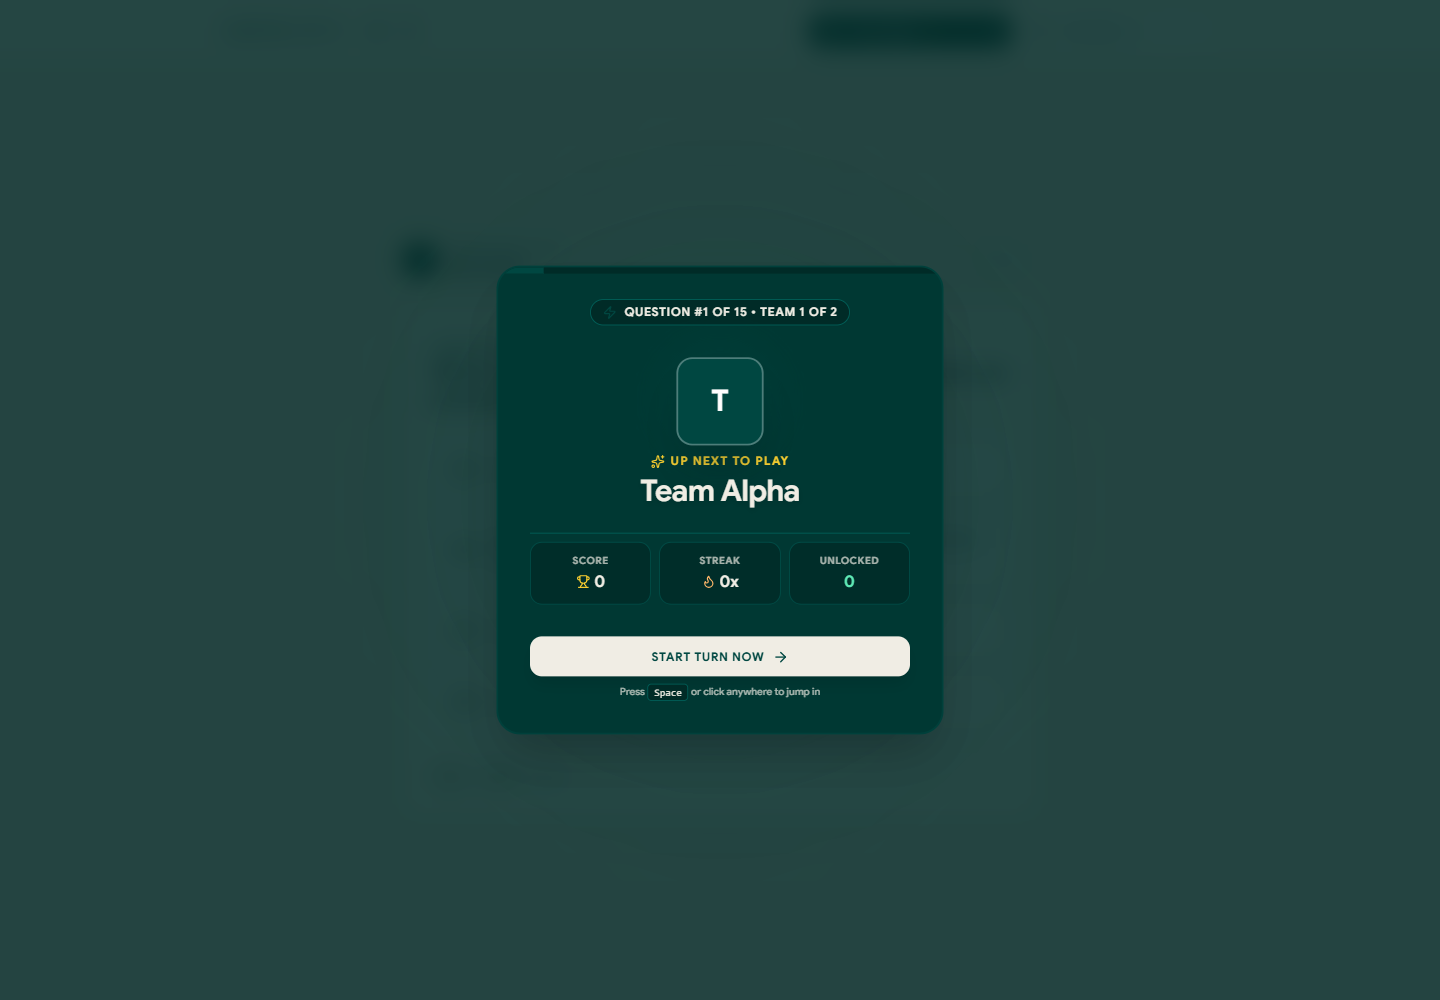 QUESTION #1 OF 15 • TEAM 1 OF 2
T
UP NEXT TO PLAY
Team Alpha
SCORE
0
STREAK
0x
UNLOCKED
0
START TURN NOW
Press Space or click anywhere to jump in